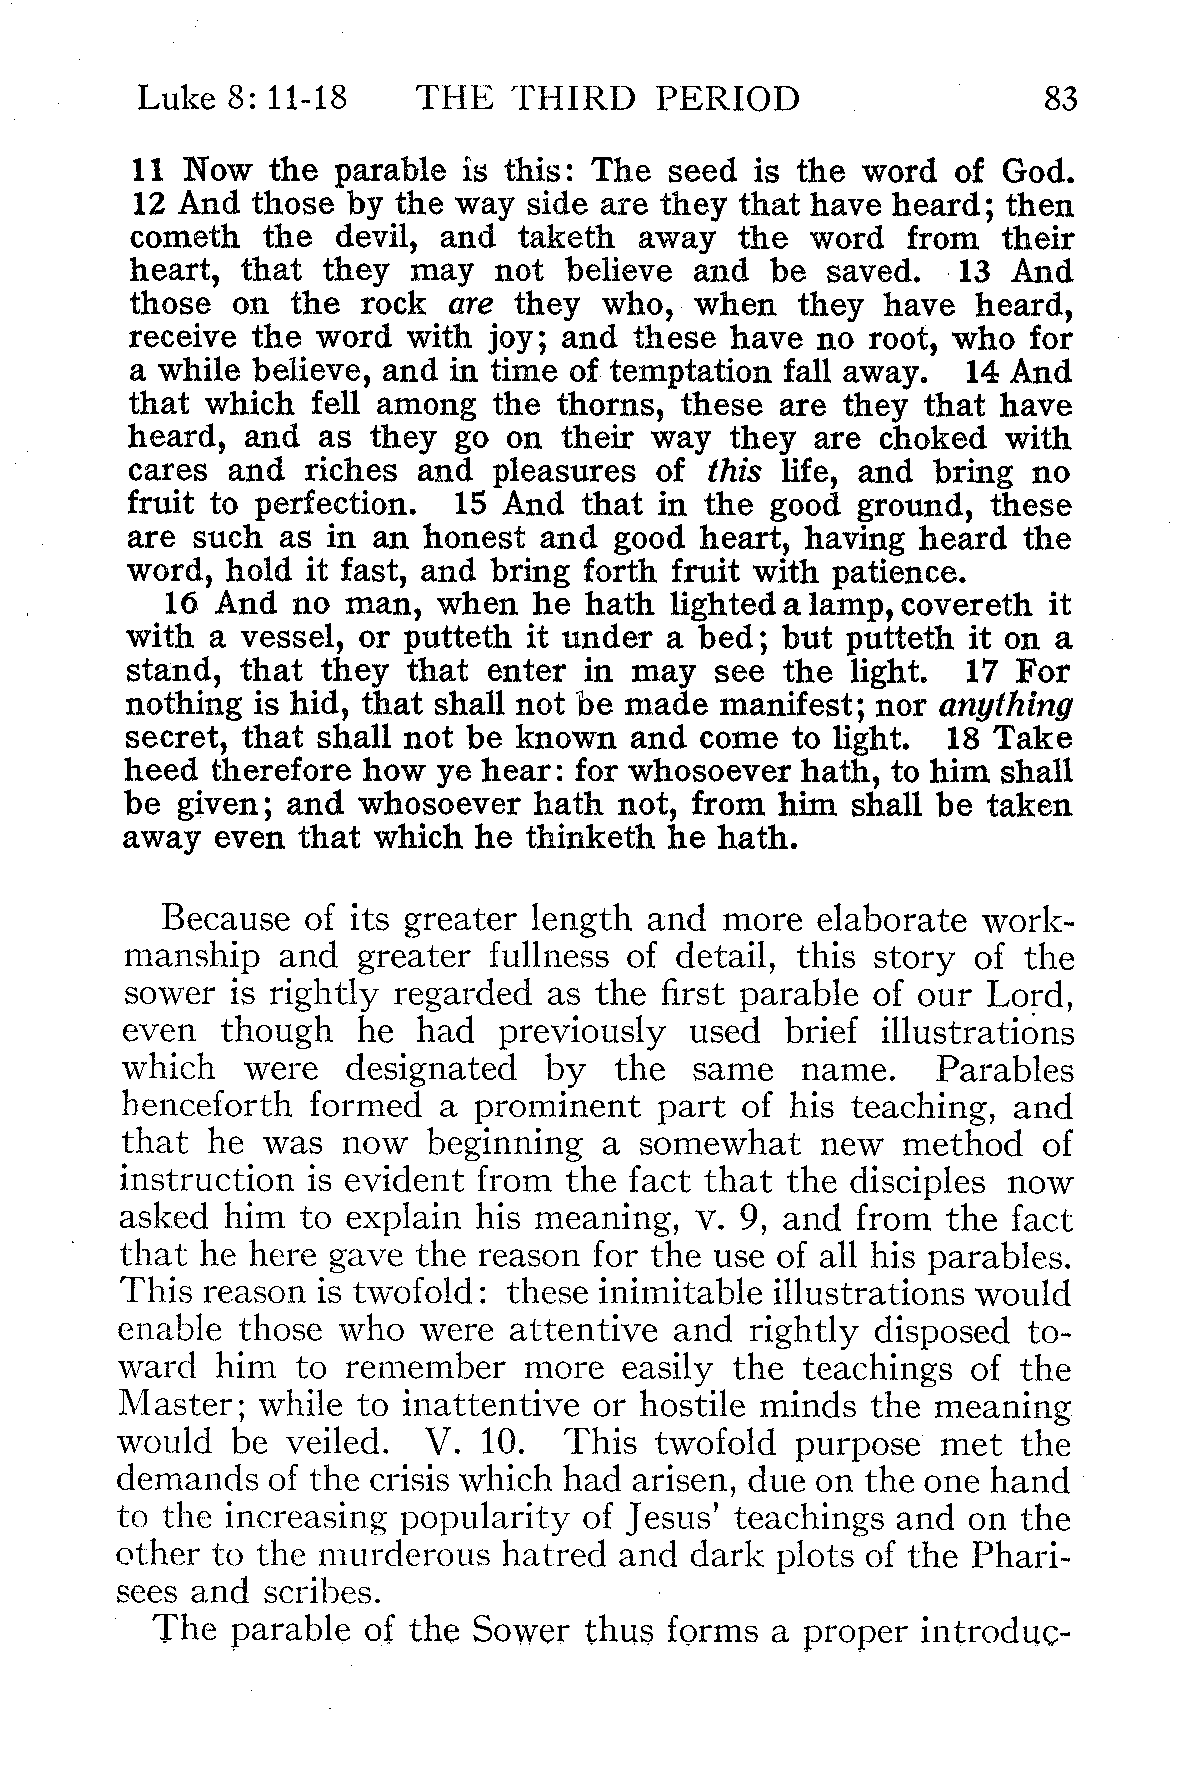 Luke 8: 11-18 THE THIRD PERIOD 83
11 Now the parable is this: The seed is the word of God.
12 And those by the way side are they that have heard; then
cometh the devil, and taketh away the word from their
heart, that they may not believe and be saved. 13 And
those on the rock are they who, when they have heard,
receive the word with joy; and these have no root, who for
a while believe, and in time of temptation fall away. 14 And
that which fell among the thorns, these are they that have
heard, and as they go on their way they are choked with
cares and riches and pleasures of this life, and bring no
fruit to perfection. 15 And that in the good ground, these
are such as in an honest and good heart, having heard the
word, hold it fast, and bring forth fruit with patience.
16 And no man, when he hath lighted a lamp, covereth it
with a vessel, or putteth it under a bed; but putteth it on a
stand, that they that enter in may see the light. 17 For
nothing is hid, that shall not be made manifest; nor anything
secret, that shall not be known and come to light. 18 Take
heed therefore how ye hear: for whosoever hath, to him shall
be given; and whosoever hath not, from him shall be taken
away even that which he thinketh he hath.
Because of its greater length and more elaborate work-
manship and greater fullness of detail, this story of the
sower is rightly regarded as the first parable of our Lord,
even though he had previously used brief illustrations
which were designated by the same name. Parables
henceforth formed a prominent part of his teaching, and
that he was now beginning a somewhat new method of
instruction is evident from the fact that the disciples now
asked him to explain his meaning, v. 9, and from the fact
that he here gave the reason for the use of all his parables.
This reason is twofold: these inimitable illustrations would
enable those who were attentive and rightly disposed to-
ward him to remember more easily the teachings of the
Master; while to inattentive or hostile minds the meaning
would be veiled. V. 10. This twofold purpose met the
demands of the crisis which had arisen, due on the one hand
to the increasing popularity of Jesus' teachings and on the
other to the murderous hatred and dark plots of the Phari-
sees and scribes.
The parable of the Sower thus forms a proper introduc-